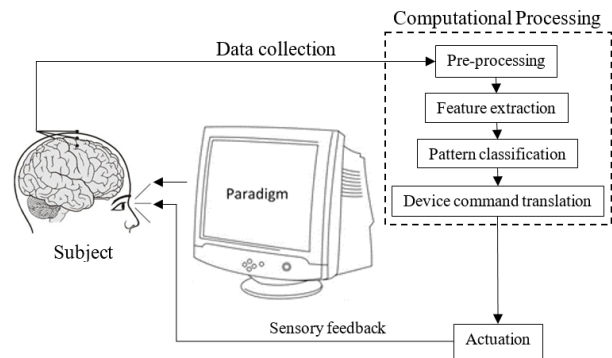 Computational Processing
Data collection
Pre-processing
Feature extraction
Pattern classification
Device command translation
Paradigm
Subject
Sensory feedback
Actuation